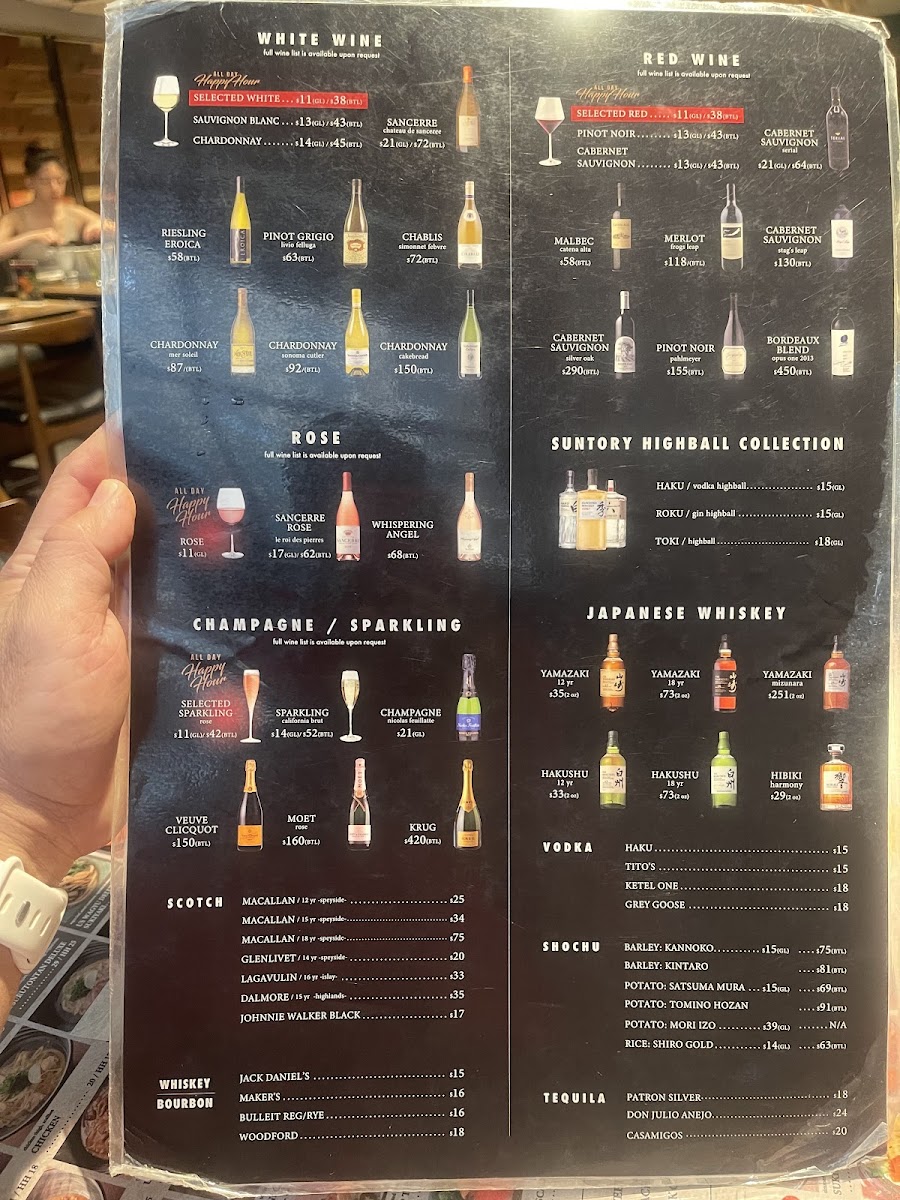 WHITE WINE
full wine list is available upon request
ALL DAY
Happy Hour
SELECTED WHITE ... $11(GL) / $38(BTL)
SAUVIGNON BLANC ... $13(GL) / $43(BTL)
CHARDONNAY ....... $14(GL) / $45(BTL)
SANCERRE
chateau de sanceree
$21(GL) / $72(BTL)
RIESLING
EROICA
$58(BTL)
PINOT GRIGIO
livio felluga
$63(BTL)
CHABLIS
simonnet febvre
$72(BTL)
CHARDONNAY
mer soleil
$87/(BTL)
CHARDONNAY
sonoma cutler
$92/(BTL)
CHARDONNAY
cakebread
$150(BTL)
ROSE
full wine list is available upon request
ALL DAY
Happy
Hour
ROSE
$11(GL)
SANCERRE
ROSE
le roi des pierres
$17(GL)/ $62(BTL)
WHISPERING
ANGEL
$68(BTL)
CHAMPAGNE / SPARKLING
full wine list is available upon request
ALL DAY
Happy
Hour
SELECTED
SPARKLING
rose
$11(GL)/ $42(BTL)
SPARKLING
california brut
$14(GL)/$52(BTL)
CHAMPAGNE
nicolas feuillatte
$21(GL)
VEUVE
CLICQUOT
$150(BTL)
MOET
rose
$160(BTL)
KRUG
$420(BTL)
SCOTCH
MACALLAN / 12 yr -speyside- ..... $25
MACALLAN / 15 yr -speyside- ..... $34
MACALLAN / 18 yr -speyside- ..... $75
GLENLIVET / 14 yr -speyside- ..... $20
LAGAVULIN / 16 yr -islay- ..... $33
DALMORE / 15 yr -highlands- ..... $35
JOHNNIE WALKER BLACK ..... $17
WHISKEY
BOURBON
JACK DANIEL'S ..... $15
MAKER'S ..... $16
BULLEIT REG/RYE ..... $16
WOODFORD ..... $18
RED WINE
full wine list is available upon request
ALL DAY
Happy Hour
SELECTED RED ..... $11(GL) / $38(BTL)
PINOT NOIR ......... $13(GL) / $43(BTL)
CABERNET
SAUVIGNON ........ $13(GL) / $43(BTL)
CABERNET
SAUVIGNON
serial
$21(GL) / $64(BTL)
MALBEC
catena alta
$58(BTL)
MERLOT
frogs leap
$118/(BTL)
CABERNET
SAUVIGNON
stag's leap
$130(BTL)
CABERNET
SAUVIGNON
silver oak
$290(BTL)
PINOT NOIR
pahlmeyer
$155(BTL)
BORDEAUX
BLEND
opus one 2013
$450(BTL)
SUNTORY HIGHBALL COLLECTION
HAKU / vodka highball ..... $15(GL)
ROKU / gin highball ..... $15(GL)
TOKI / highball ..... $18(GL)
JAPANESE WHISKEY
YAMAZAKI
12 yr
$35(2 oz)
YAMAZAKI
18 yr
$73(2 oz)
YAMAZAKI
mizunara
$251(2 oz)
HAKUSHU
12 yr
$33(2 oz)
HAKUSHU
18 yr
$73(2 oz)
HIBIKI
harmony
$29(2 oz)
VODKA
HAKU ..... $15
TITO'S ..... $15
KETEL ONE ..... $18
GREY GOOSE ..... $18
SHOCHU
BARLEY: KANNOKO ..... $15(GL) ..... $75(BTL)
BARLEY: KINTARO .... $81(BTL)
POTATO: SATSUMA MURA ... $15(GL) .... $69(BTL)
POTATO: TOMINO HOZAN .... $91(BTL)
POTATO: MORI IZO ..... $39(GL) ....... N/A
RICE: SHIRO GOLD ..... $14(GL) ..... $63(BTL)
TEQUILA
PATRON SILVER ..... $18
DON JULIO ANEJO ..... $24
CASAMIGOS ..... $20
CHICKEN
20 / HH
/ HH 18